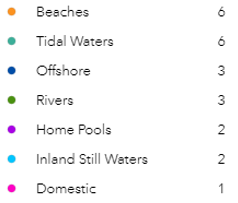 Beaches 6
Tidal Waters 6
Offshore 3
Rivers 3
Home Pools 2
Inland Still Waters 2
Domestic 1